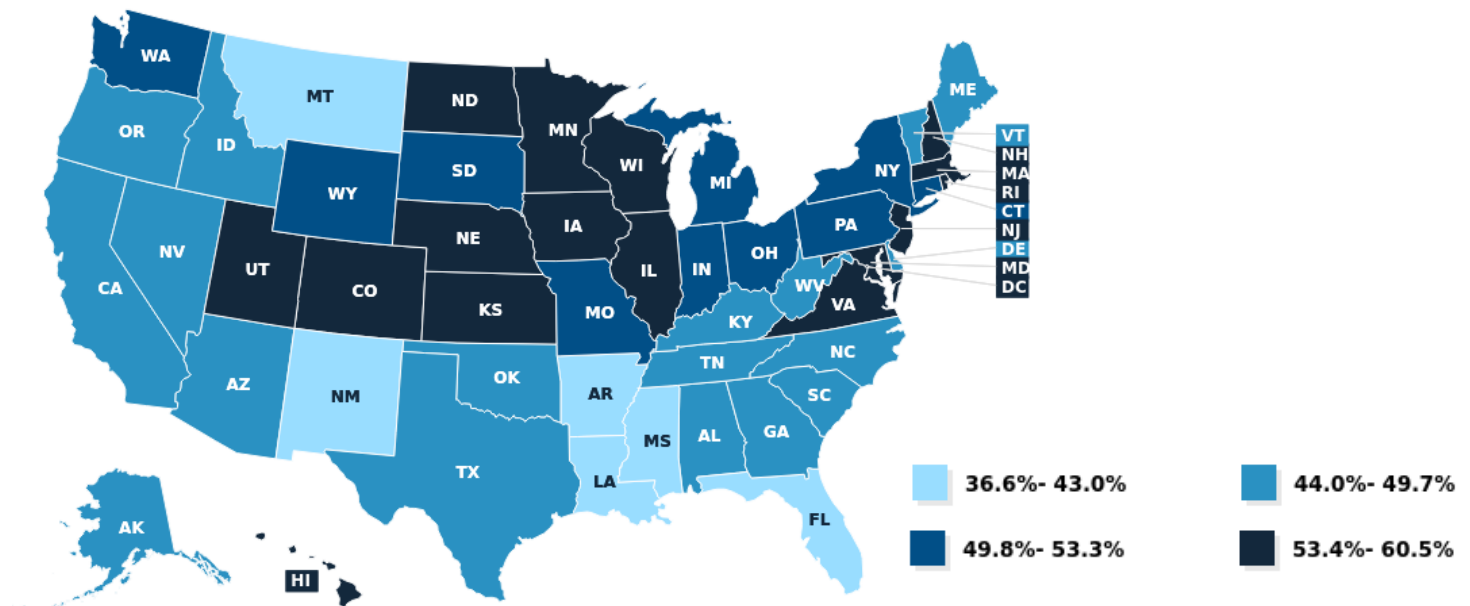 WA
MT
ND
MN
ME
OR
ID
WI
VT
NH
MA
RI
CT
NJ
DE
MD
DC
SD
WY
MI
NY
IA
PA
NE
NV
UT
CO
IL
IN
OH
CA
KS
MO
WV
VA
KY
NC
TN
AZ
OK
NM
AR
SC
MS
AL
GA
TX
LA
FL
AK
HI
36.6%- 43.0%
44.0%- 49.7%
49.8%- 53.3%
53.4%- 60.5%